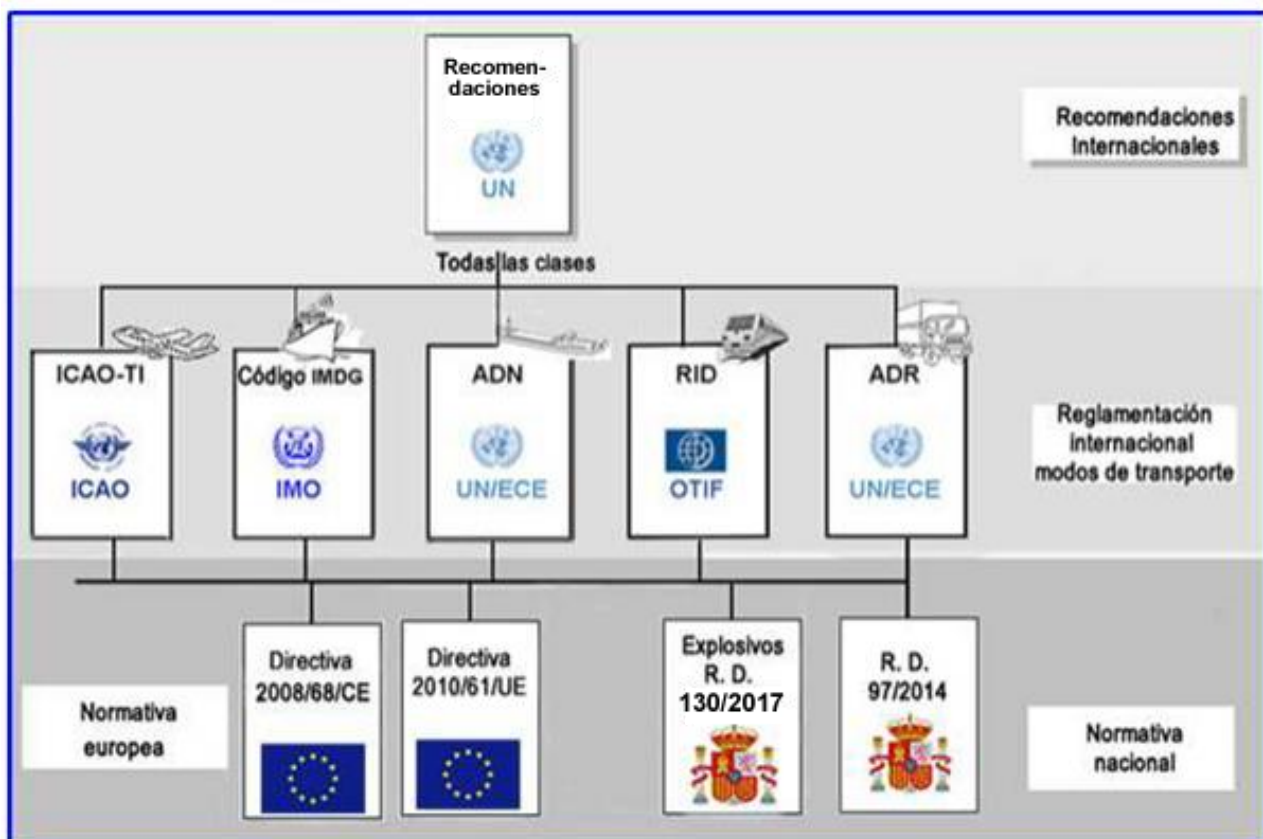 Recomen-
daciones
UN
Recomendaciones
Internacionales
Todas las clases
ICAO-TI
ICAO
Código IMDG
IMO
ADN
UN/ECE
RID
OTIF
ADR
UN/ECE
Reglamentación
internacional
modos de transporte
Normativa
europea
Directiva
2008/68/CE
Directiva
2010/61/UE
Explosivos
R. D.
130/2017
R. D.
97/2014
Normativa
nacional